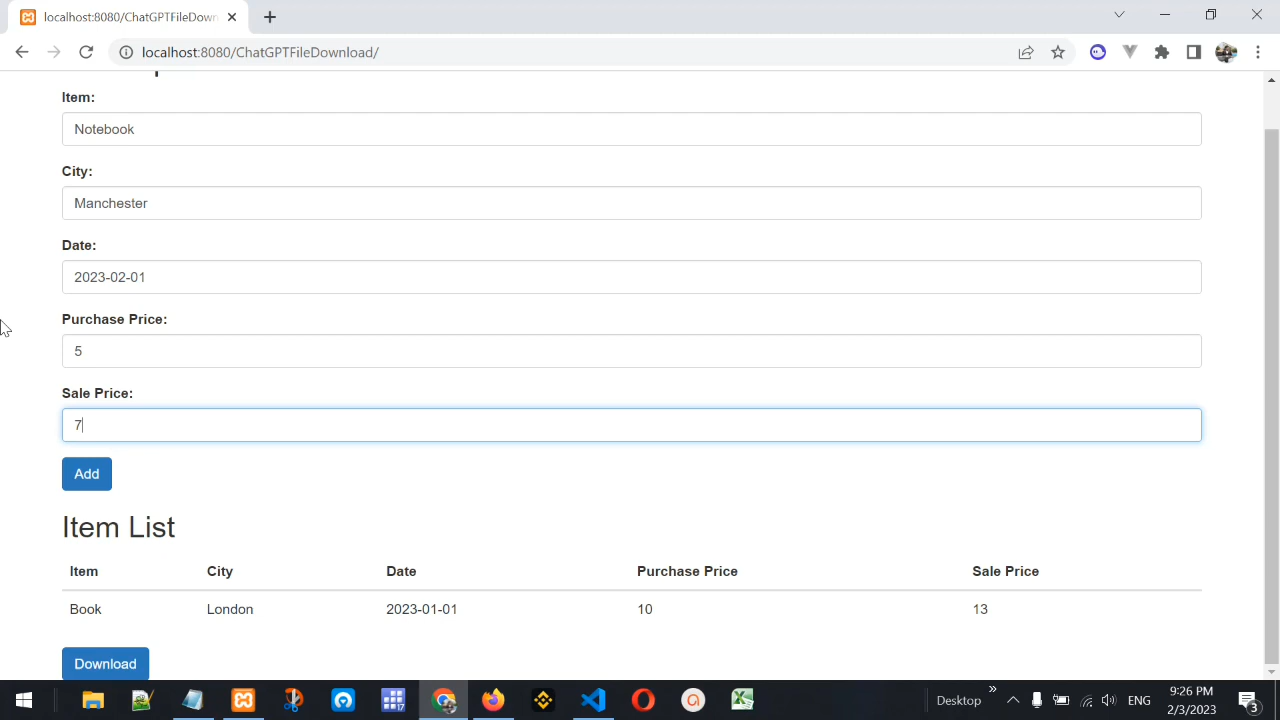 localhost:8080/ChatGPTFileDown
localhost:8080/ChatGPTFileDownload/
Item:
Notebook
City:
Manchester
Date:
2023-02-01
Purchase Price:
5
Sale Price:
7
Add
Item List
Item City Date Purchase Price Sale Price
Book London 2023-01-01 10 13
Download
Desktop
ENG
9:26 PM
2/3/2023
3
17